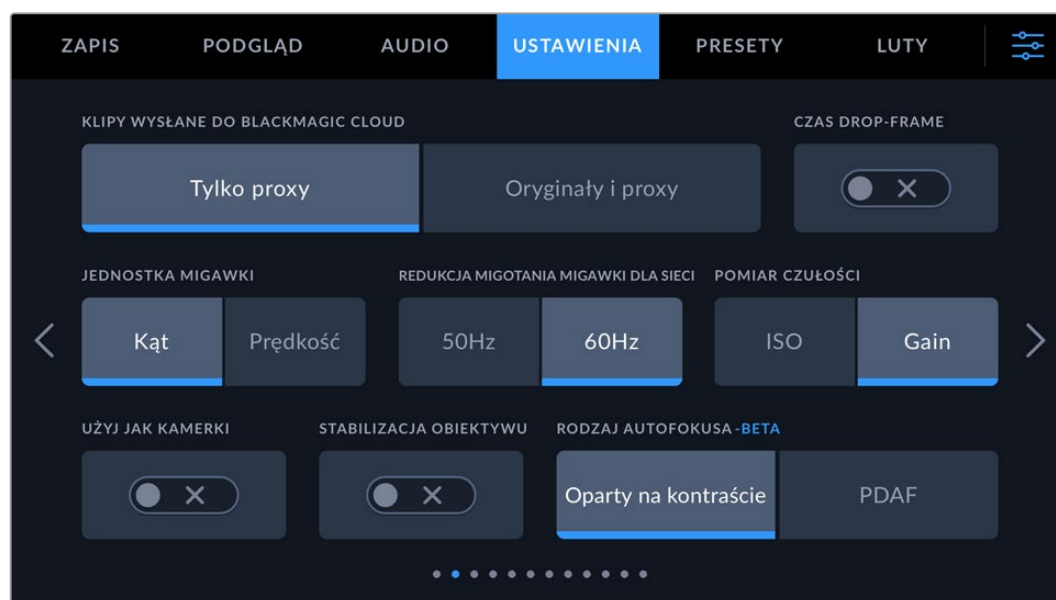 ZAPIS PODGLĄD AUDIO USTAWIENIA PRESETY LUTY
KLIPY WYSŁANE DO BLACKMAGIC CLOUD CZAS DROP-FRAME
Tylko proxy Oryginały i proxy
JEDNOSTKA MIGAWKI REDUKCJA MIGOTANIA MIGAWKI DLA SIECI POMIAR CZUŁOŚCI
Kąt Prędkość 50Hz 60Hz ISO Gain
UŻYJ JAK KAMERKI STABILIZACJA OBIEKTYWU RODZAJ AUTOFOKUSA-BETA
Oparty na kontraście PDAF